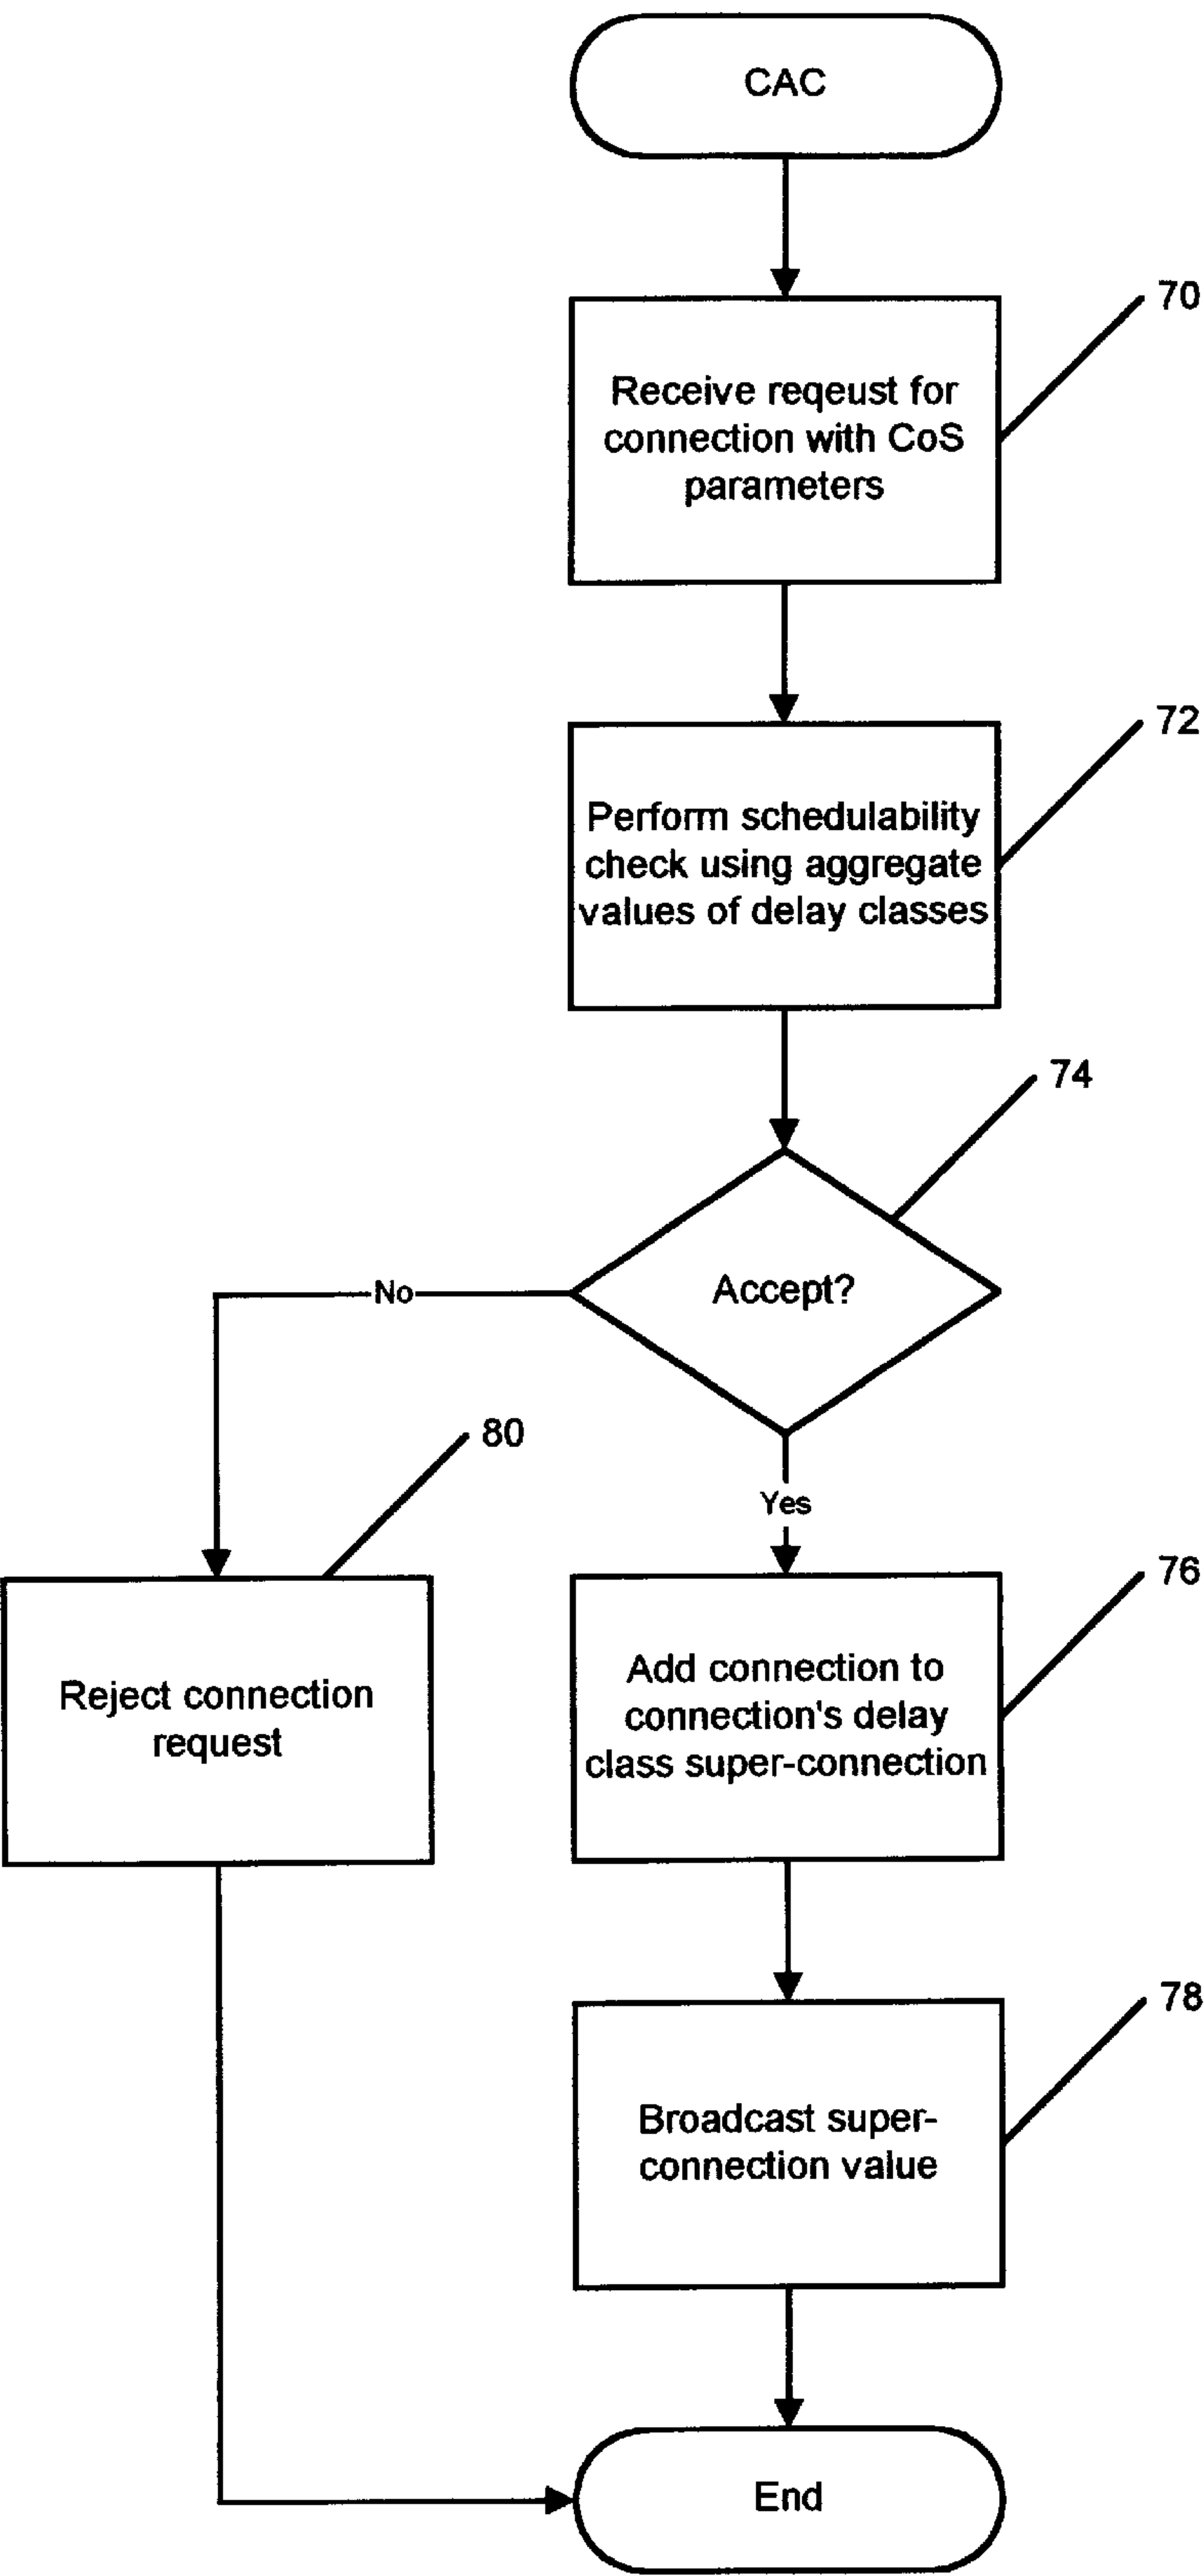 CAC
70
Receive reqeust for
connection with CoS
parameters
72
Perform schedulability
check using aggregate
values of delay classes
74
Accept?
No
80
Yes
76
Reject connection
request
Add connection to
connection's delay
class super-connection
78
Broadcast super-
connection value
End